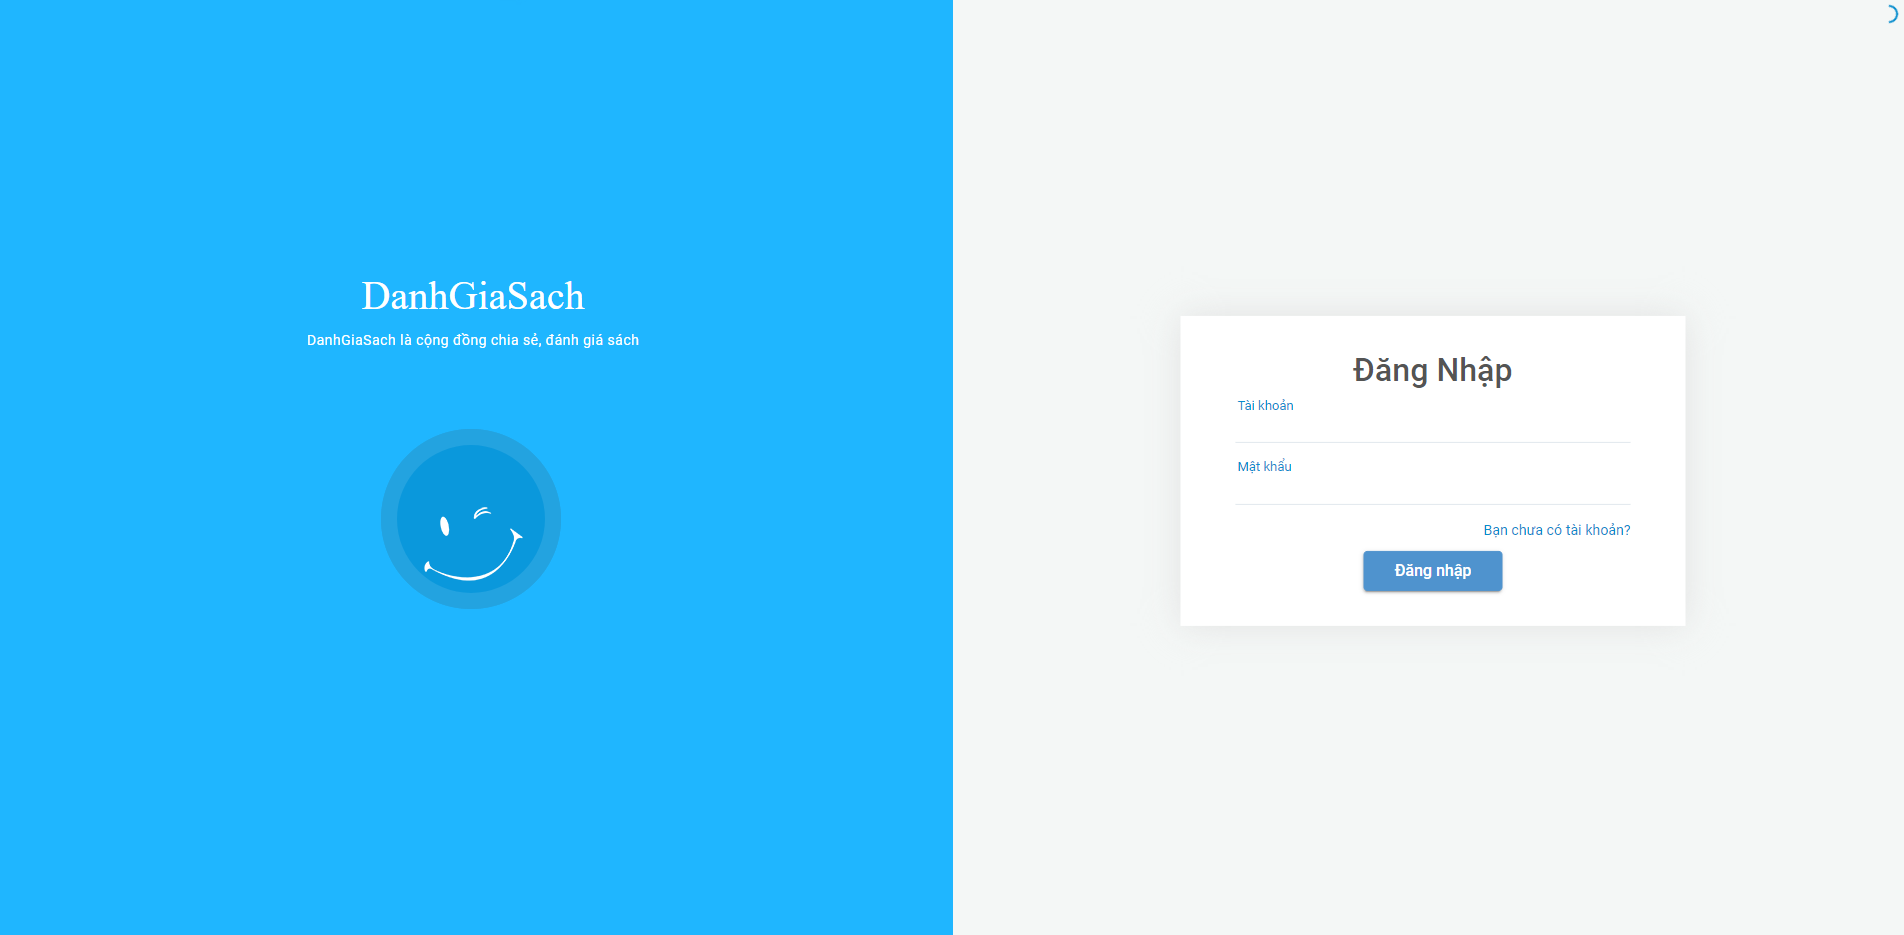 DanhGiaSach
DanhGiaSach là cộng đồng chia sẻ, đánh giá sách
Đăng Nhập
Tài khoản
Mật khẩu
Bạn chưa có tài khoản?
Đăng nhập